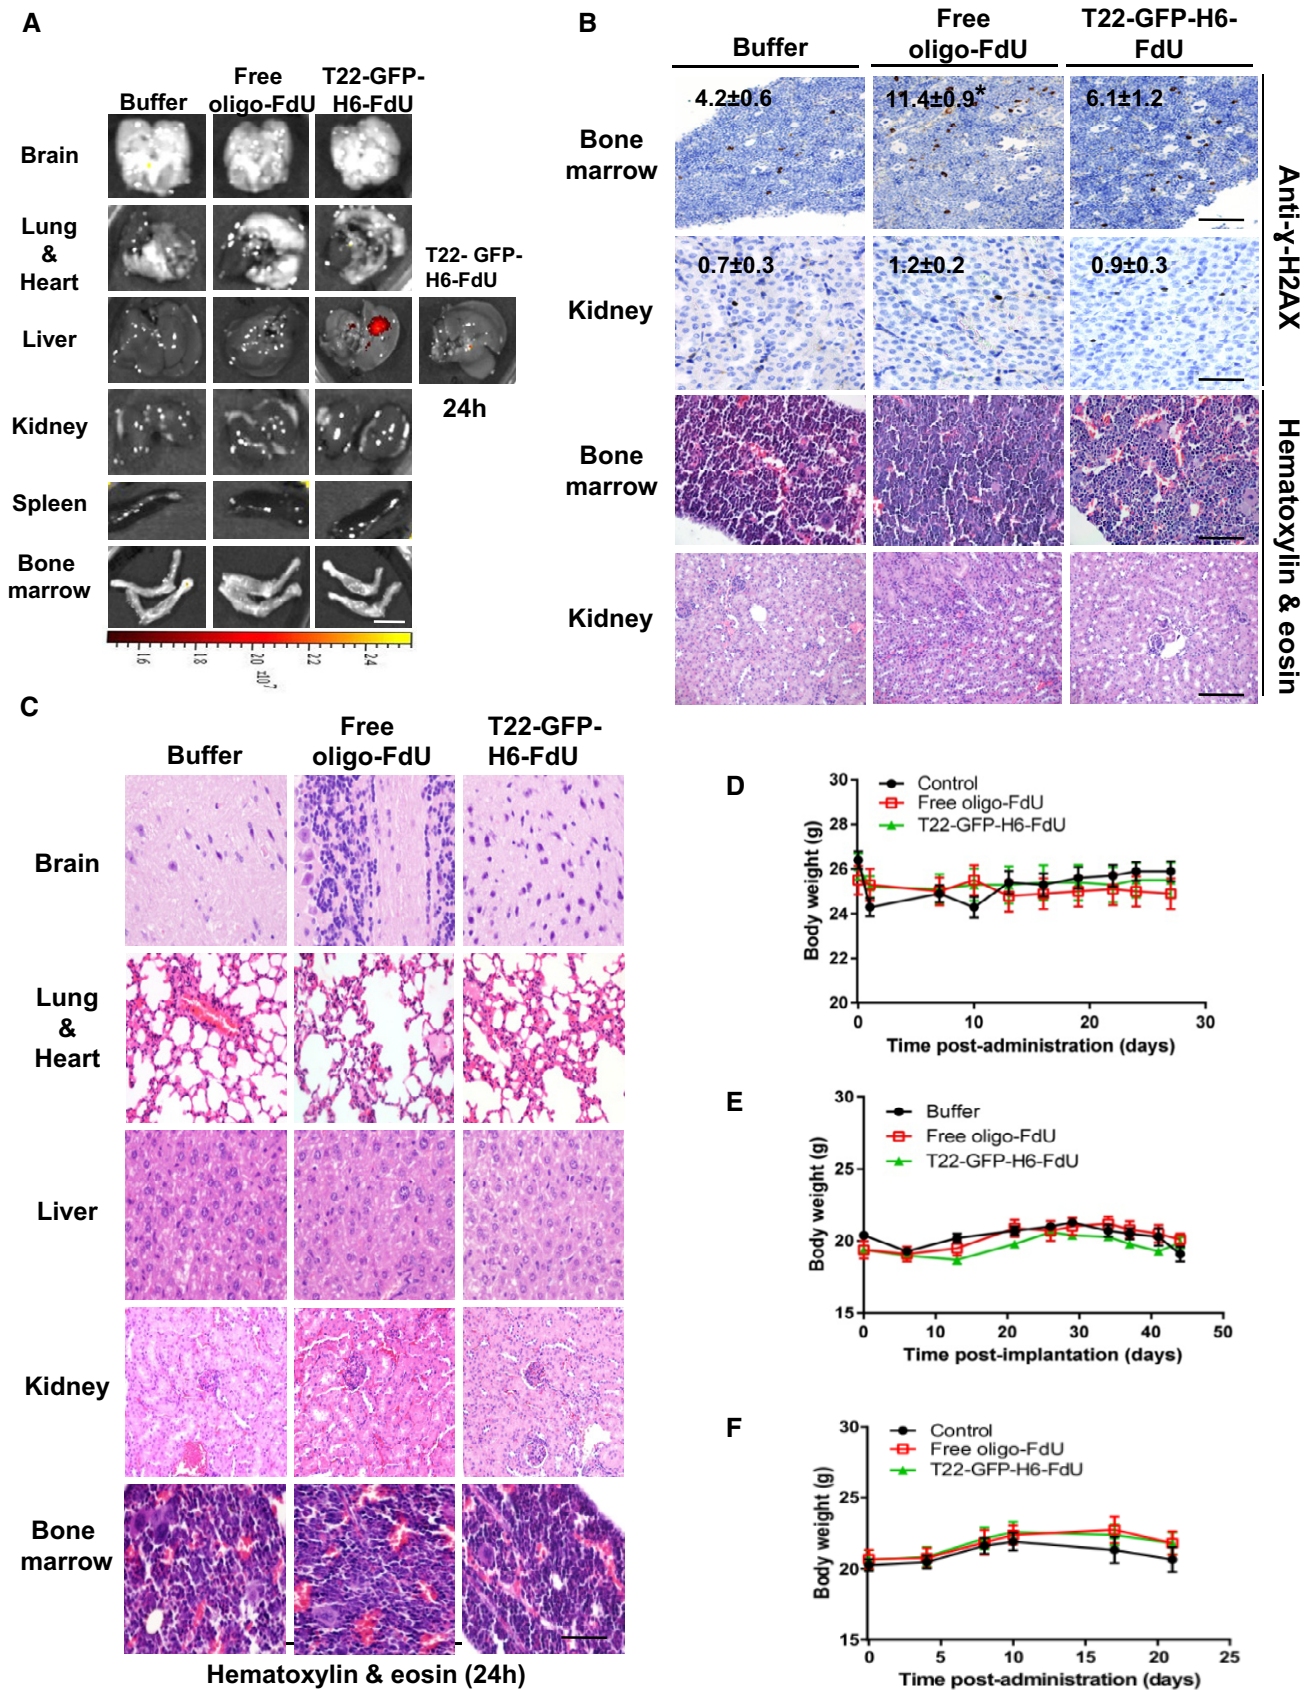 A
Buffer
Free
oligo-FdU
T22-GFP-
H6-FdU
Brain
Lung
&
Heart
T22- GFP-
H6-FdU
Liver
24h
Kidney
Spleen
Bone
marrow
1.6 1.8 2.0 2.2 2.4
x10⁷
B
Buffer
Free
oligo-FdU
T22-GFP-H6-
FdU
Bone
marrow
4.2±0.6
11.4±0.9*
6.1±1.2
Kidney
0.7±0.3
1.2±0.2
0.9±0.3
Anti-ɣ-H2AX
Bone
marrow
Kidney
Hematoxylin & eosin
C
Buffer
Free
oligo-FdU
T22-GFP-
H6-FdU
Brain
Lung
&
Heart
Liver
Kidney
Bone
marrow
Hematoxylin & eosin (24h)
D
Control
Free oligo-FdU
T22-GFP-H6-FdU
Body weight (g)
30
28
26
24
22
20
0 10 20 30
Time post-administration (days)
E
Buffer
Free oligo-FdU
T22-GFP-H6-FdU
Body weight (g)
30
25
20
15
0 10 20 30 40 50
Time post-implantation (days)
F
Control
Free oligo-FdU
T22-GFP-H6-FdU
Body weight (g)
30
25
20
15
0 5 10 15 20 25
Time post-administration (days)